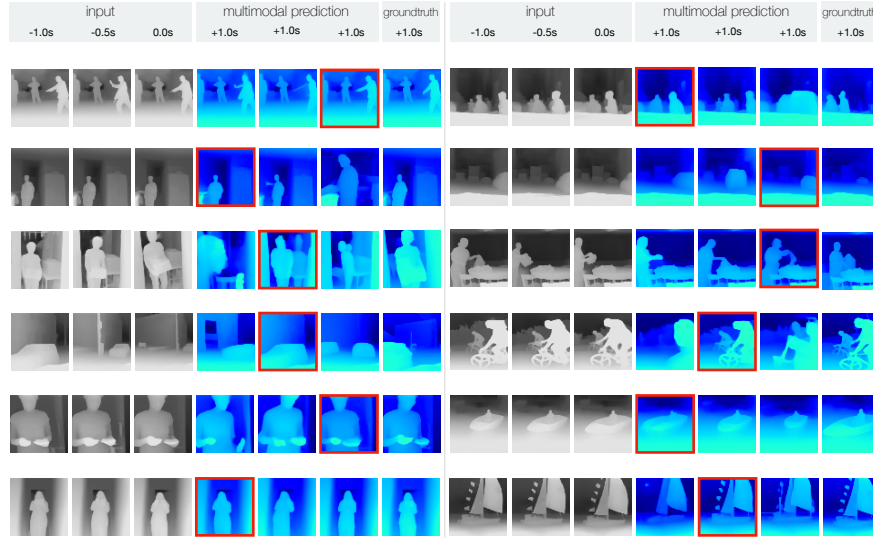 input multimodal prediction groundtruth input multimodal prediction groundtruth
-1.0s -0.5s 0.0s +1.0s +1.0s +1.0s +1.0s -1.0s -0.5s 0.0s +1.0s +1.0s +1.0s +1.0s